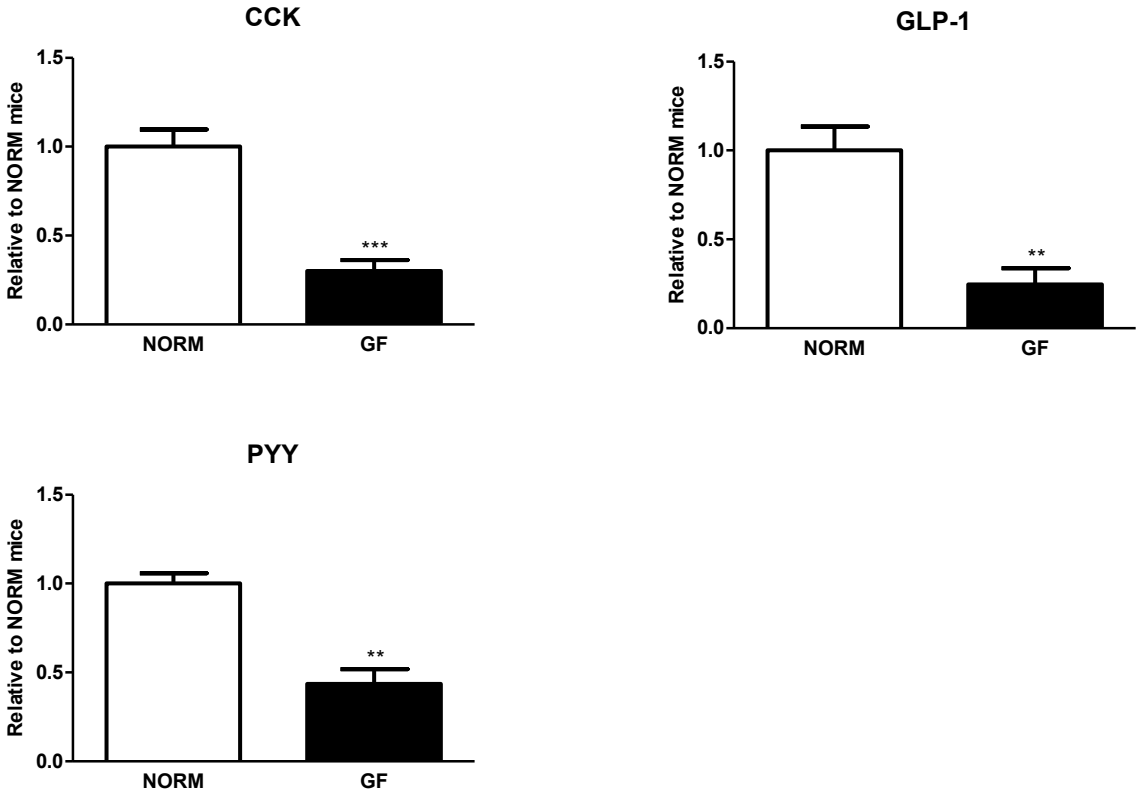 CCK
Relative to NORM mice
1.5
1.0
0.5
0.0
***
NORM GF
GLP-1
Relative to NORM mice
1.5
1.0
0.5
0.0
**
NORM GF
PYY
Relative to NORM mice
1.5
1.0
0.5
0.0
**
NORM GF